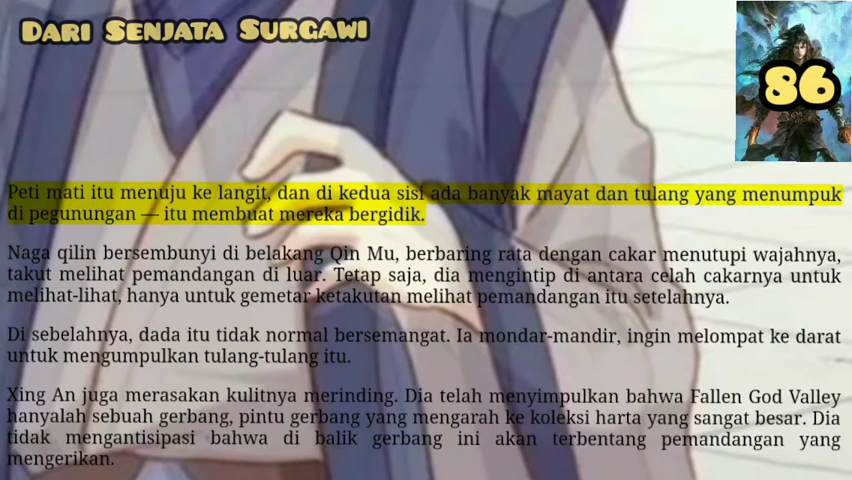 Dari Senjata Surgawi
86
Peti mati itu menuju ke langit, dan di kedua sisi ada banyak mayat dan tulang yang menumpuk
di pegunungan — itu membuat mereka bergidik.
Naga qilin bersembunyi di belakang Qin Mu, berbaring rata dengan cakar menutupi wajahnya,
takut melihat pemandangan di luar. Tetap saja, dia mengintip di antara celah cakarnya untuk
melihat-lihat, hanya untuk gemetar ketakutan melihat pemandangan itu setelahnya.
Di sebelahnya, dada itu tidak normal bersemangat. Ia mondar-mandir, ingin melompat ke darat
untuk mengumpulkan tulang-tulang itu.
Xing An juga merasakan kulitnya merinding. Dia telah menyimpulkan bahwa Fallen God Valley
hanyalah sebuah gerbang, pintu gerbang yang mengarah ke koleksi harta yang sangat besar. Dia
tidak mengantisipasi bahwa di balik gerbang ini akan terbentang pemandangan yang
mengerikan.